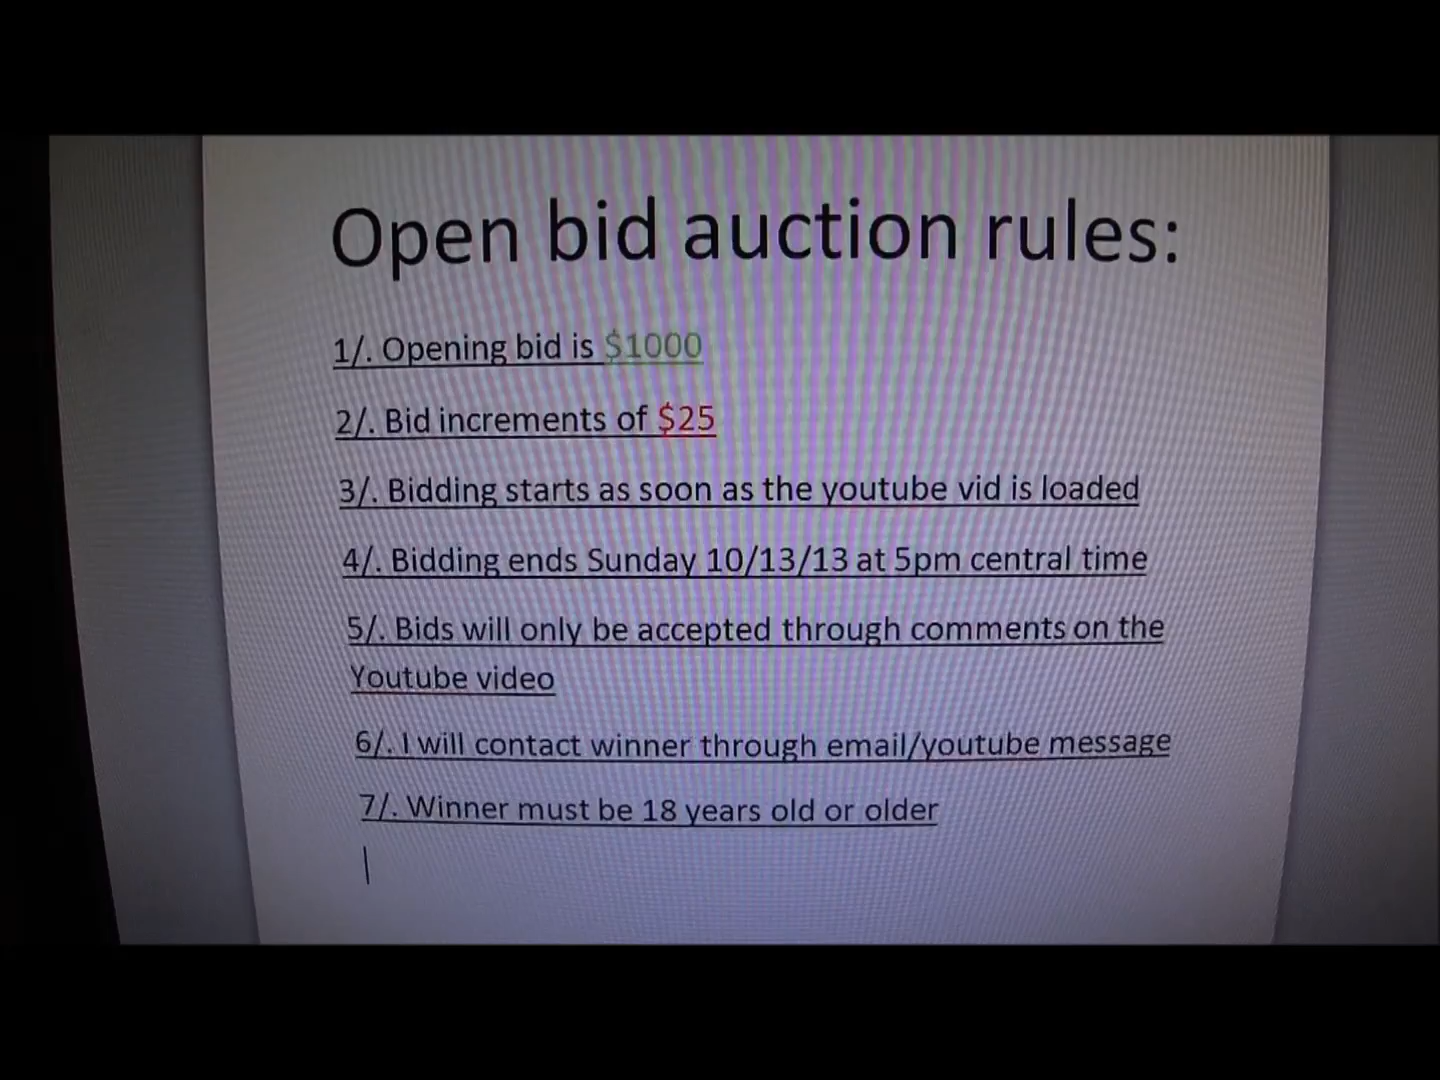 Open bid auction rules:
1/. Opening bid is $1000
2/. Bid increments of $25
3/. Bidding starts as soon as the youtube vid is loaded
4/. Bidding ends Sunday 10/13/13 at 5pm central time
5/. Bids will only be accepted through comments on the
Youtube video
6/. I will contact winner through email/youtube message
7/. Winner must be 18 years old or older